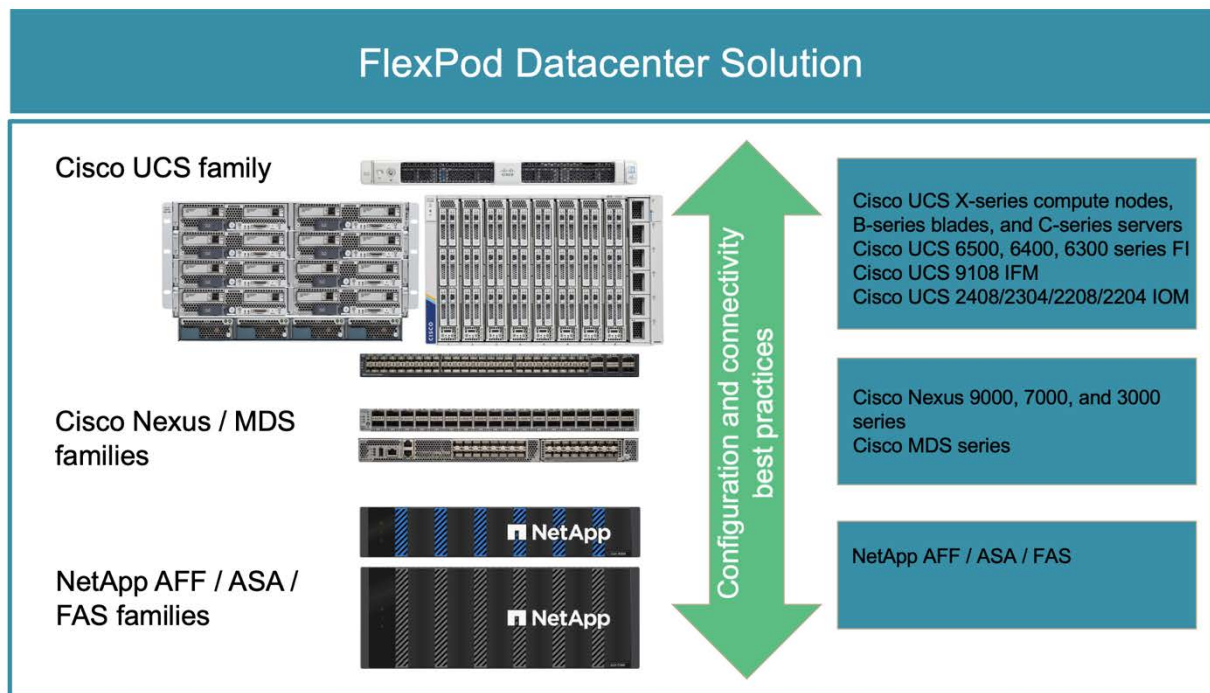 FlexPod Datacenter Solution
Cisco UCS family
CISCO
Cisco UCS X-series compute nodes,
B-series blades, and C-series servers
Cisco UCS 6500, 6400, 6300 series FI
Cisco UCS 9108 IFM
Cisco UCS 2408/2304/2208/2204 IOM
Configuration and connectivity
best practices
Cisco Nexus / MDS
families
Cisco Nexus 9000, 7000, and 3000
series
Cisco MDS series
NetApp
NetApp
NetApp AFF / ASA /
FAS families
NetApp AFF / ASA / FAS